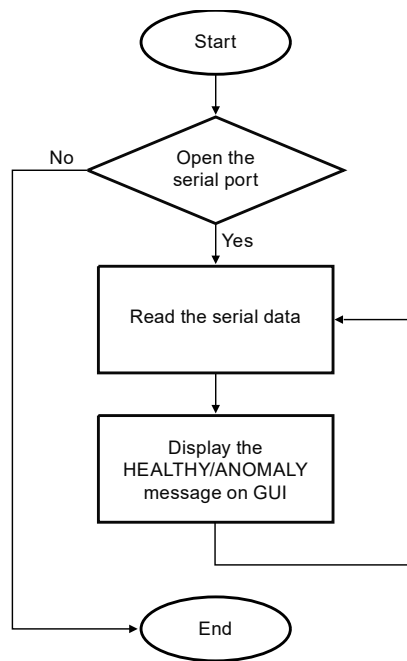 Start
No
Open the
serial port
Yes
Read the serial data
Display the
HEALTHY/ANOMALY
message on GUI
End